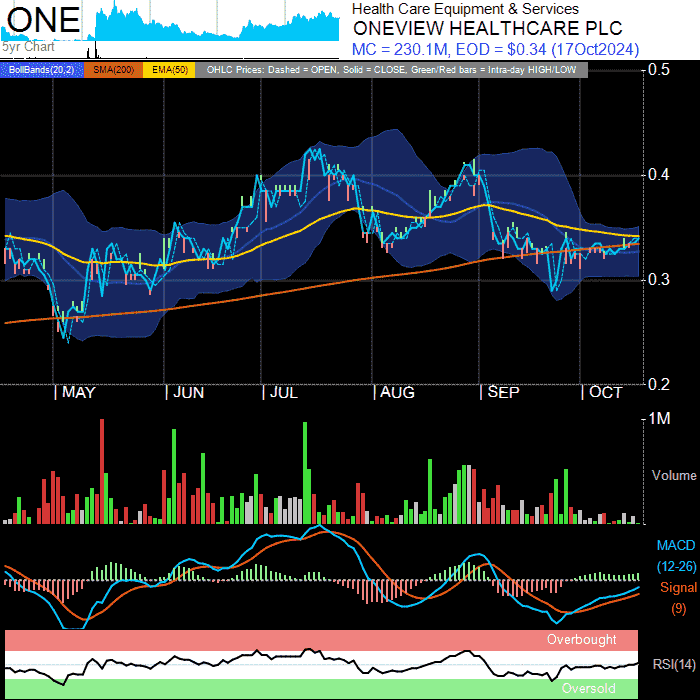 ONE
5yr Chart
Health Care Equipment & Services
ONEVIEW HEALTHCARE PLC
MC = 230.1M, EOD = $0.34 (17Oct2024)
BollBands(20,2) SMA(200) EMA(50) OHLC Prices: Dashed = OPEN, Solid = CLOSE, Green/Red bars = Intra-day HIGH/LOW
0.5
0.4
0.3
0.2
MAY JUN JUL AUG SEP OCT
1M
Volume
MACD
(12-26)
Signal
(9)
Overbought
RSI(14)
Oversold